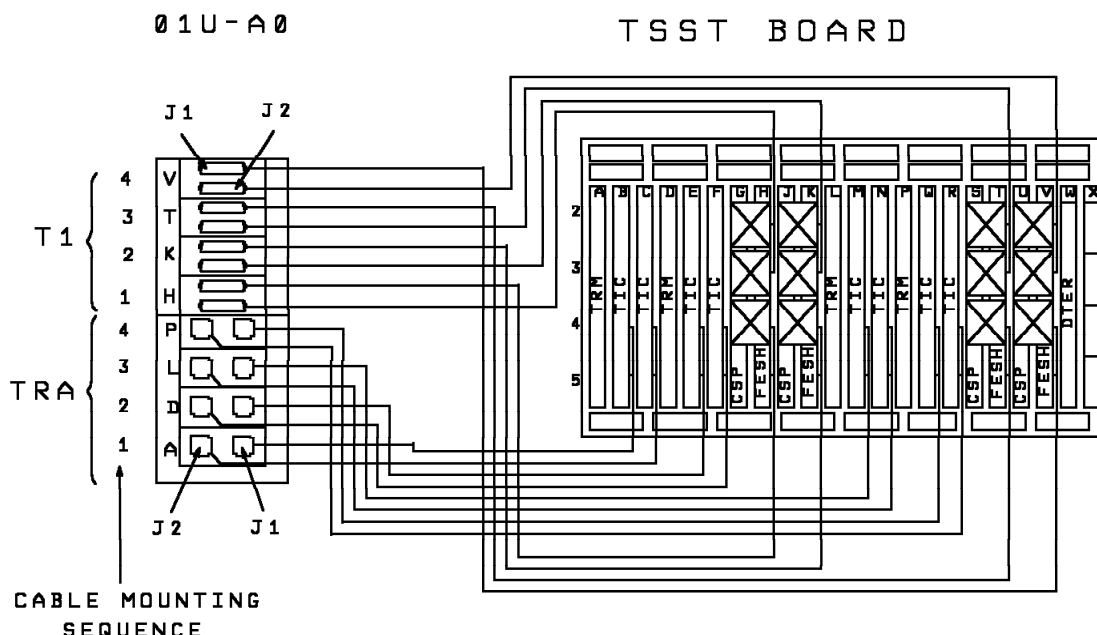 01U-A0
TSST BOARD
J1 J2
4 V
3 T
T1
2 K
1 H
4 P
3 L
TRA
2 D
1 A
J2 J1
CABLE MOUNTING
SEQUENCE
A B C D E F G H J K L M N P Q R S T U V W X
2
3
4
5
TRM TIC TIC TRM TIC TIC CSP FESH CSP FESH TRM TIC TIC TRM TIC TIC CSP FESH CSP FESH DTER